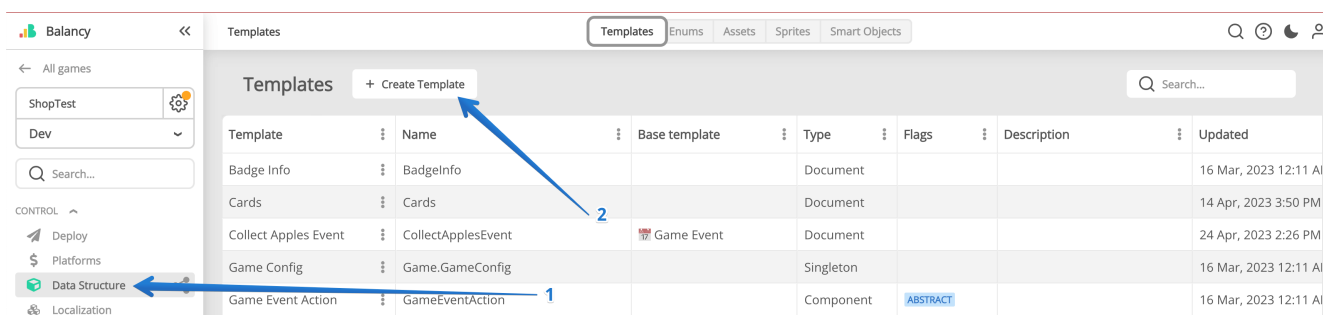 Balancy
Templates
Templates Enums Assets Sprites Smart Objects
All games
ShopTest
Dev
Search...
CONTROL
Deploy
Platforms
Data Structure
Localization
Templates
+ Create Template
Search...
Template Name Base template Type Flags Description Updated
Badge Info BadgeInfo Document 16 Mar, 2023 12:11 A
Cards Cards Document 14 Apr, 2023 3:50 PM
Collect Apples Event CollectApplesEvent Game Event Document 24 Apr, 2023 2:26 PM
Game Config Game.GameConfig Singleton 16 Mar, 2023 12:11 A
Game Event Action GameEventAction Component ABSTRACT 16 Mar, 2023 12:11 A
2
1